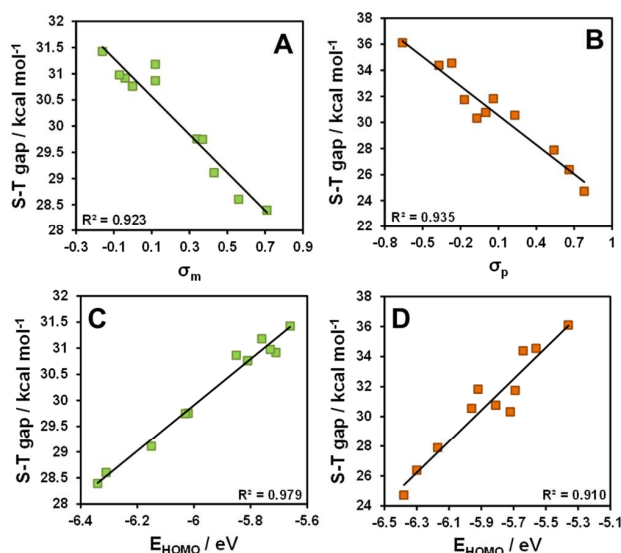 A
S-T gap / kcal mol⁻¹
32
31.5
31
30.5
30
29.5
29
28.5
28
R² = 0.923
-0.3 -0.1 0.1 0.3 0.5 0.7 0.9
σm
B
S-T gap / kcal mol⁻¹
38
36
34
32
30
28
26
24
22
R² = 0.935
-0.8 -0.5 -0.2 0.1 0.4 0.7 1
σp
C
S-T gap / kcal mol⁻¹
32
31.5
31
30.5
30
29.5
29
28.5
28
R² = 0.979
-6.4 -6.2 -6 -5.8 -5.6
EHOMO / eV
D
S-T gap / kcal mol⁻¹
38
36
34
32
30
28
26
24
R² = 0.910
-6.5 -6.3 -6.1 -5.9 -5.7 -5.5 -5.3 -5.1
EHOMO / eV